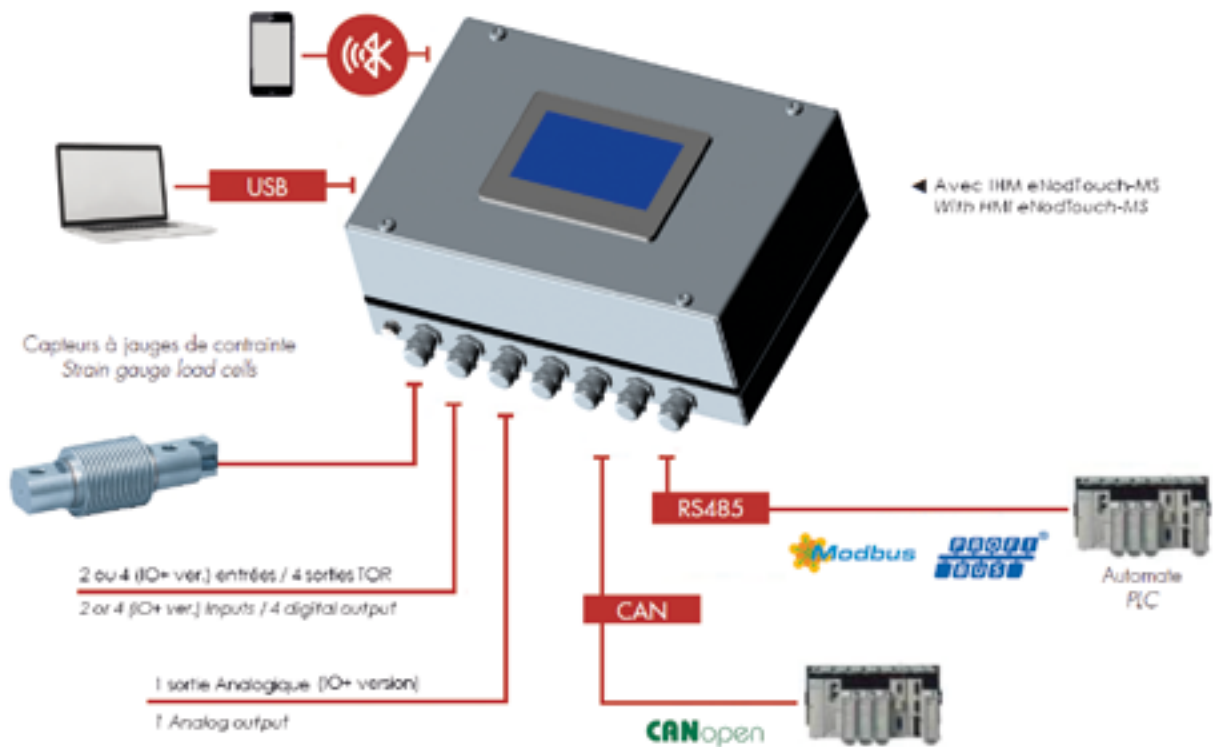 USB
◄ Avec IHM eNodTouch-MS
With HMI eNodTouch-MS
Capteurs à jauges de contrainte
Strain gauge load cells
RS485
Modbus
PROFI®
BUS
Automate
PLC
2 ou 4 (IO+ ver.) entrées / 4 sorties TOR
2 or 4 (IO+ ver.) Inputs / 4 digital output
CAN
1 sortie Analogique (IO+ version)
1 Analog output
CANopen